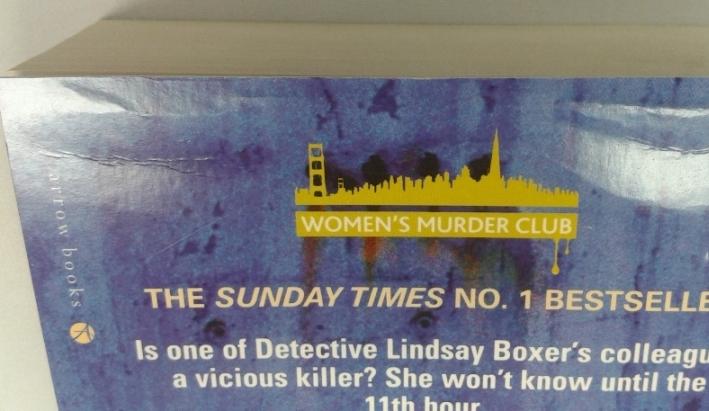 WOMEN'S MURDER CLUB
THE SUNDAY TIMES NO. 1 BESTSELLE
Is one of Detective Lindsay Boxer's colleagu
a vicious killer? She won't know until the
11th hour
arrow books